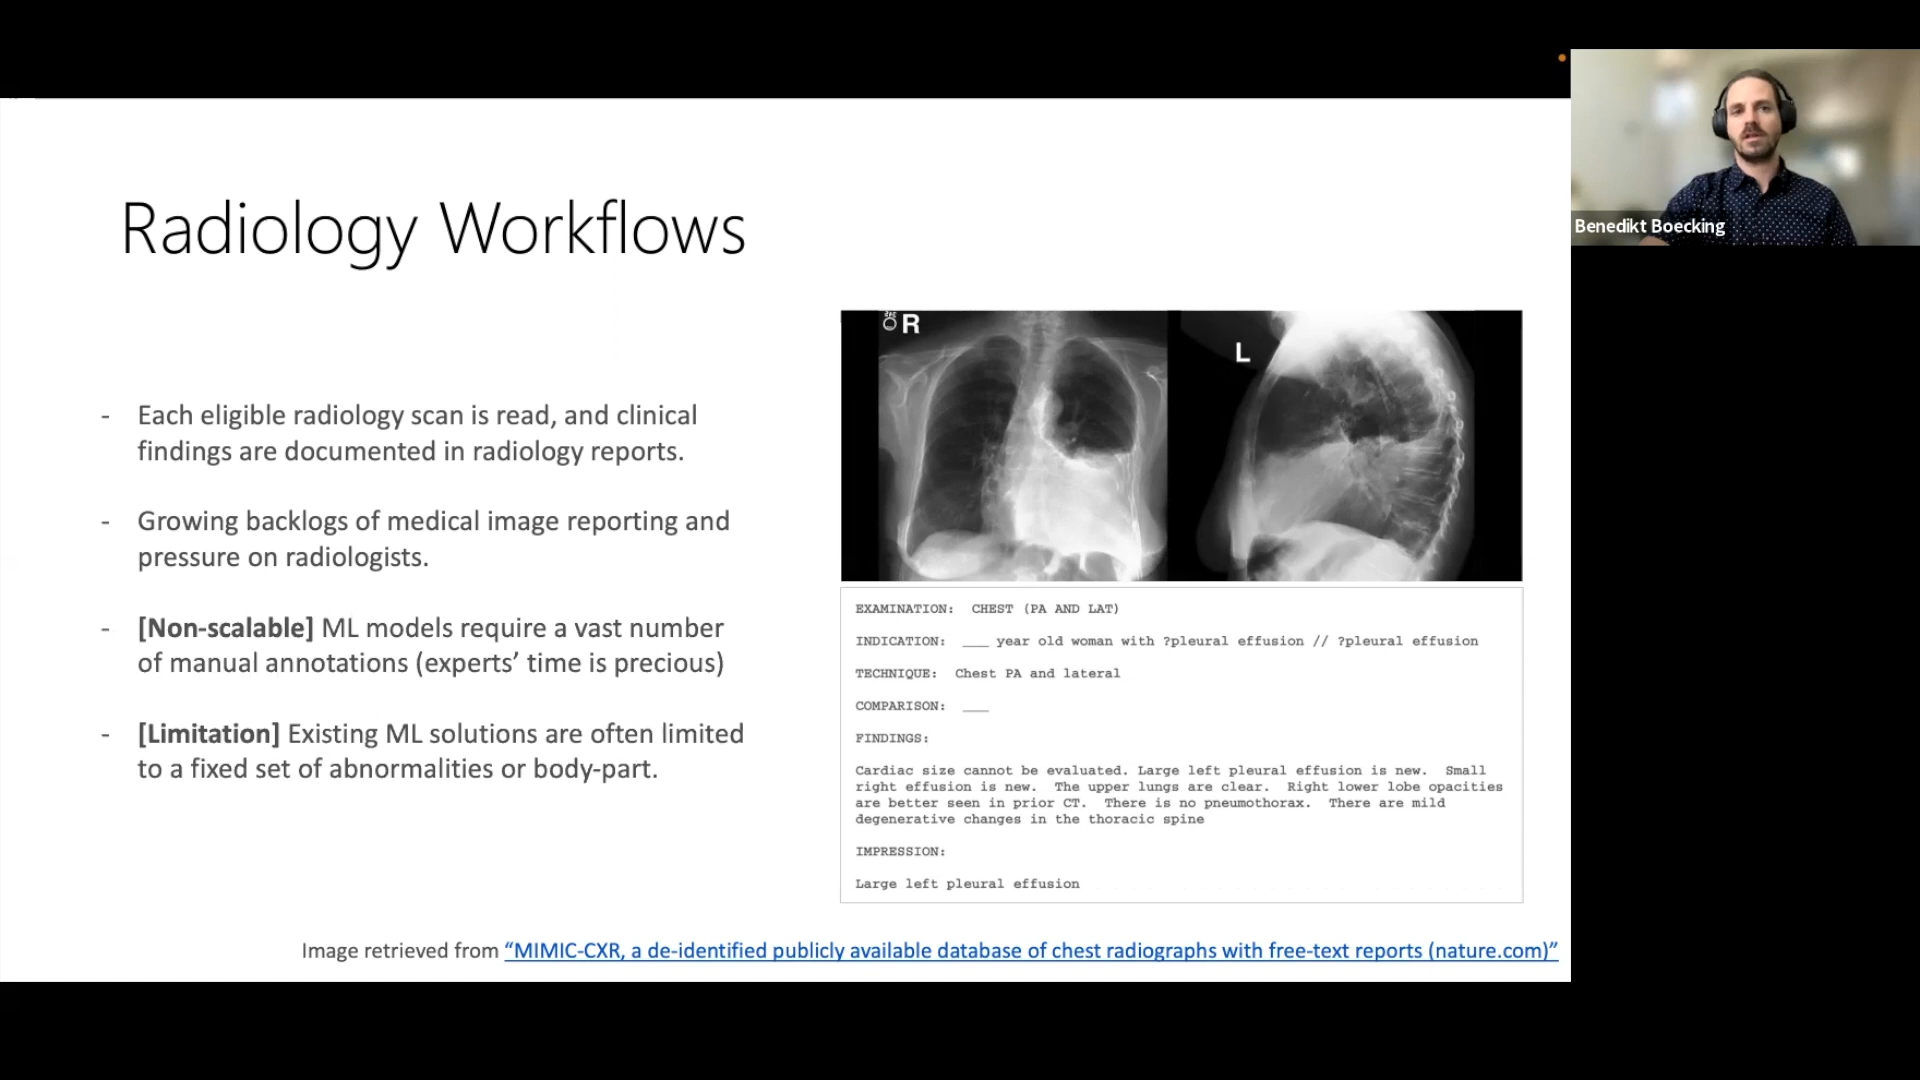 Radiology Workflows
- Each eligible radiology scan is read, and clinical
findings are documented in radiology reports.
- Growing backlogs of medical image reporting and
pressure on radiologists.
- [Non-scalable] ML models require a vast number
of manual annotations (experts’ time is precious)
- [Limitation] Existing ML solutions are often limited
to a fixed set of abnormalities or body-part.
R
L
EXAMINATION: CHEST (PA AND LAT)
INDICATION: ___ year old woman with ?pleural effusion // ?pleural effusion
TECHNIQUE: Chest PA and lateral
COMPARISON: ___
FINDINGS:
Cardiac size cannot be evaluated. Large left pleural effusion is new. Small
right effusion is new. The upper lungs are clear. Right lower lobe opacities
are better seen in prior CT. There is no pneumothorax. There are mild
degenerative changes in the thoracic spine
IMPRESSION:
Large left pleural effusion
Image retrieved from “MIMIC-CXR, a de-identified publicly available database of chest radiographs with free-text reports (nature.com)”
Benedikt Boecking